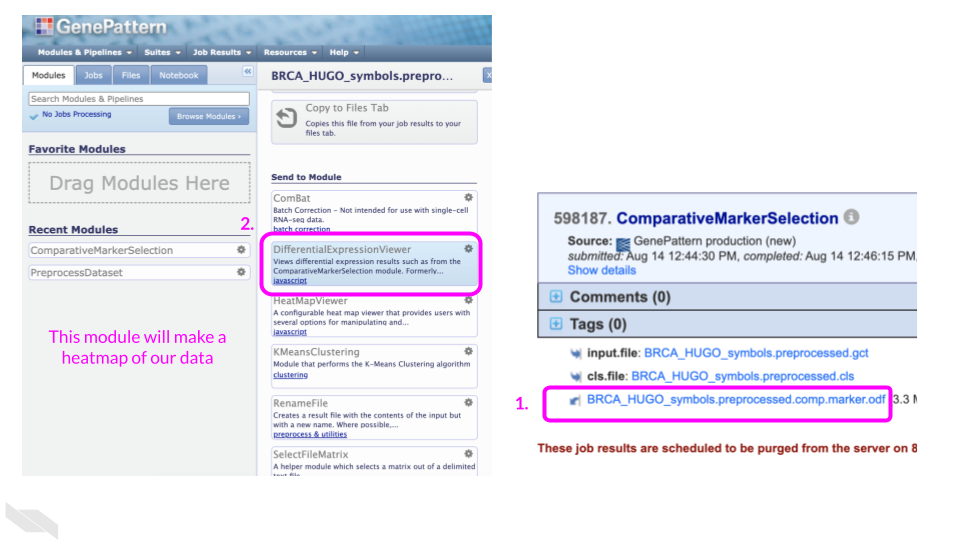 GenePattern
Modules & Pipelines Suites Job Results Resources Help
Modules Jobs Files Notebook
Search Modules & Pipelines
No Jobs Processing
Browse Modules >
Favorite Modules
Drag Modules Here
Recent Modules
ComparativeMarkerSelection
PreprocessDataset
This module will make a
heatmap of our data
BRCA_HUGO_symbols.prepro...
X
Copy to Files Tab
Copies this file from your job results to your
files tab.
Send to Module
ComBat
Batch Correction - Not intended for use with single-cell
RNA-seq data.
batch correction
2.
DifferentialExpressionViewer
Views differential expression results such as from the
ComparativeMarkerSelection module. Formerly...
javascript
HeatMapViewer
A configurable heat map viewer that provides users with
several options for manipulating and...
javascript
KMeansClustering
Module that performs the K-Means Clustering algorithm
clustering
RenameFile
Creates a result file with the contents of the input but
with a new name. Where possible,...
preprocess & utilities
SelectFileMatrix
A helper module which selects a matrix out of a delimited
text file
598187. ComparativeMarkerSelection
Source: GenePattern production (new)
submitted: Aug 14 12:44:30 PM, completed: Aug 14 12:46:15 PM,
Show details
Comments (0)
Tags (0)
input.file: BRCA_HUGO_symbols.preprocessed.gct
cls.file: BRCA_HUGO_symbols.preprocessed.cls
1.
BRCA_HUGO_symbols.preprocessed.comp.marker.odf 3.3 M
These job results are scheduled to be purged from the server on 8